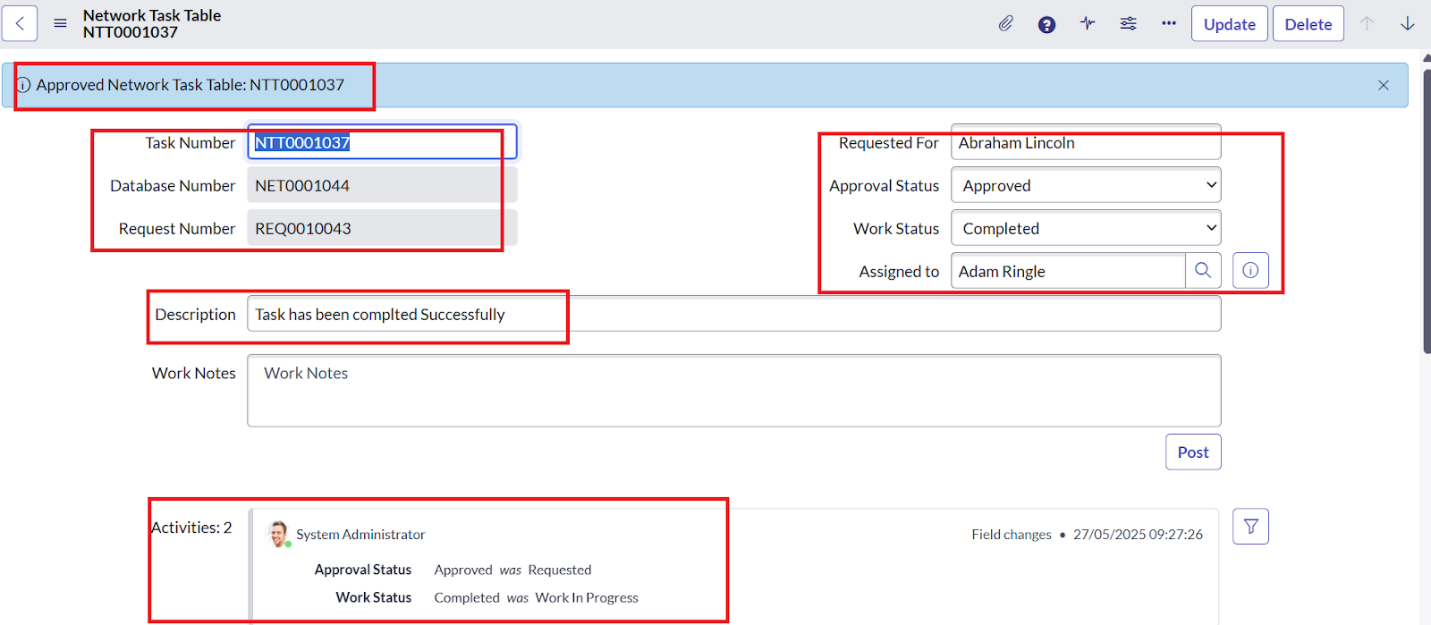 Network Task Table
NTT0001037
Update
Delete
Approved Network Task Table: NTT0001037
Task Number NTT0001037
Database Number NET0001044
Request Number REQ0010043
Requested For Abraham Lincoln
Approval Status Approved
Work Status Completed
Assigned to Adam Ringle
Description Task has been complted Successfully
Work Notes Work Notes
Post
Activities: 2
System Administrator Field changes • 27/05/2025 09:27:26
Approval Status Approved was Requested
Work Status Completed was Work In Progress